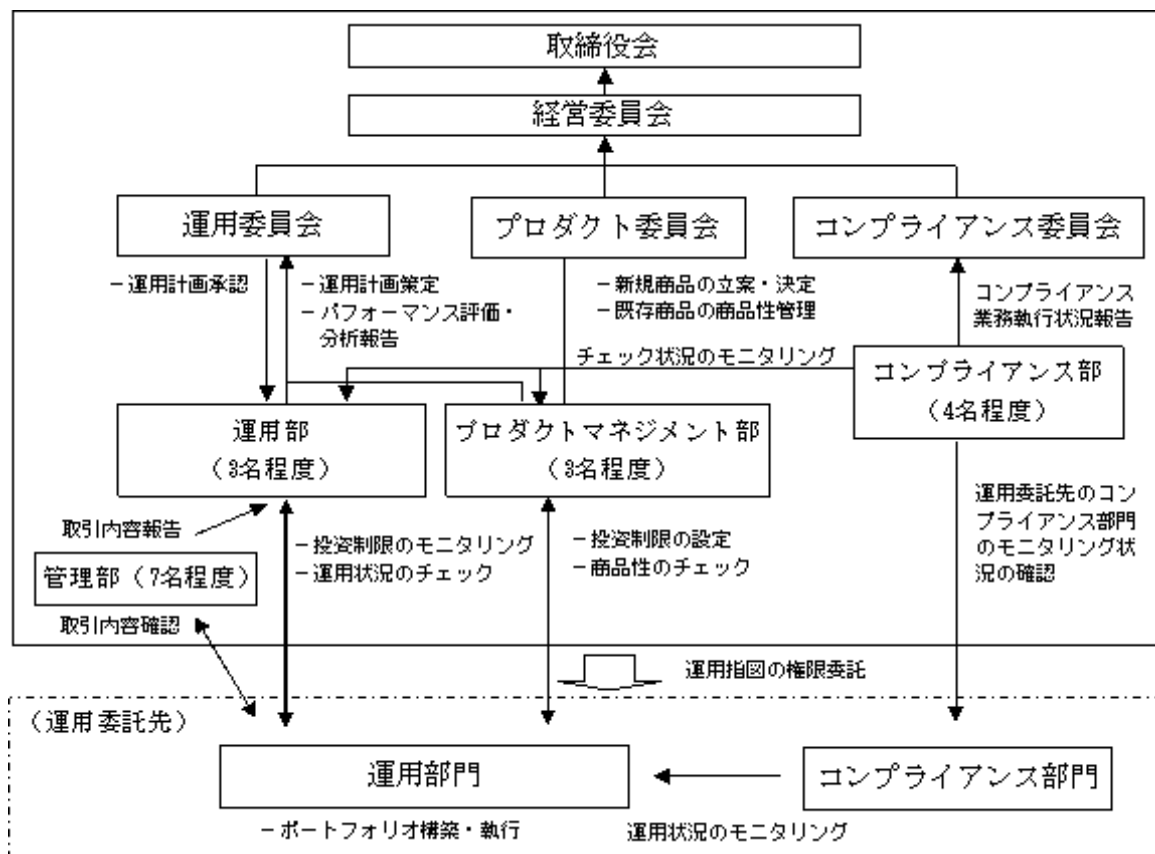 取締役会
経営委員会
運用委員会
プロダクト委員会
コンプライアンス委員会
－運用計画承認
－運用計画策定
－パフォーマンス評価・
分析報告
－新規商品の立案・決定
－既存商品の商品性管理
コンプライアンス
業務執行状況報告
チェック状況のモニタリング
コンプライアンス部
（4名程度）
運用部
（3名程度）
プロダクトマネジメント部
（3名程度）
取引内容報告
管理部（7名程度）
取引内容確認
－投資制限のモニタリング
－運用状況のチェック
－投資制限の設定
－商品性のチェック
運用委託先のコン
プライアンス部門
のモニタリング状
況の確認
運用指図の権限委託
（運用委託先）
運用部門
コンプライアンス部門
－ポートフォリオ構築・執行
運用状況のモニタリング